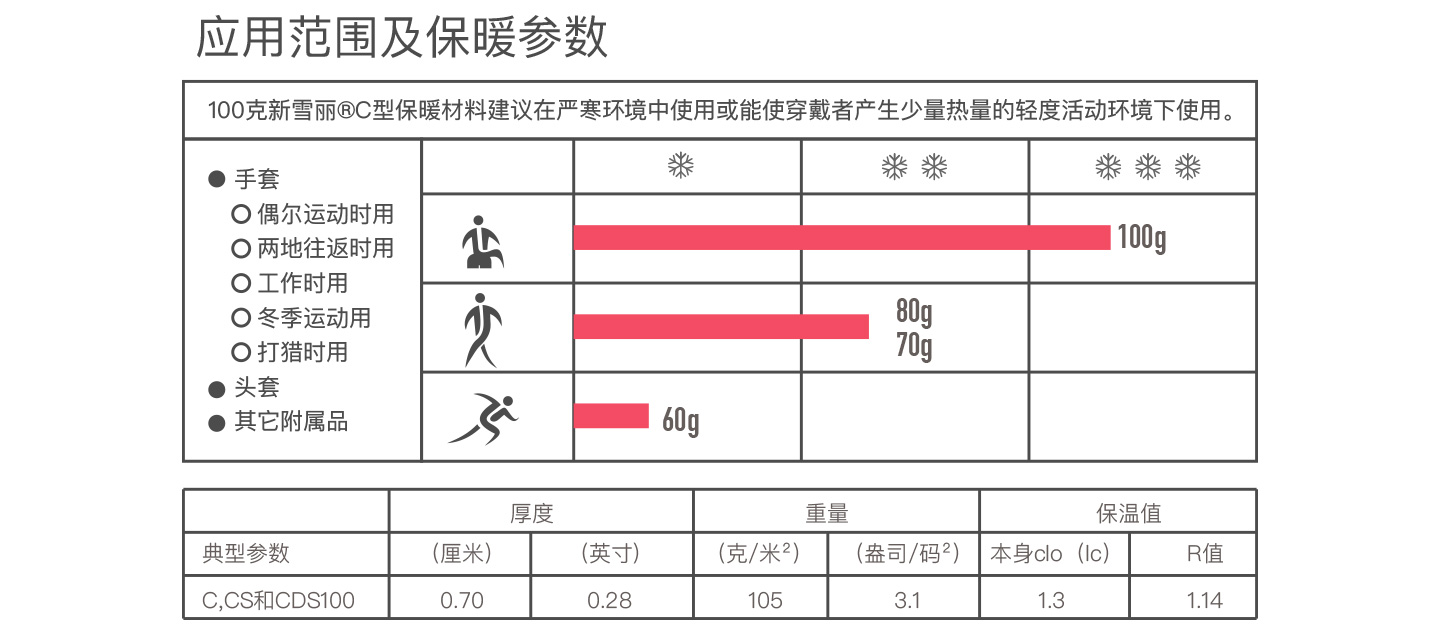 应用范围及保暖参数
100克新雪丽®C型保暖材料建议在严寒环境中使用或能使穿戴者产生少量热量的轻度活动环境下使用。
● 手套
○ 偶尔运动时用
○ 两地往返时用
○ 工作时用
○ 冬季运动用
○ 打猎时用
● 头套
● 其它附属品
100g
80g
70g
60g
厚度 重量 保温值
典型参数 （厘米） （英寸） （克/米²） （盎司/码²） 本身clo（Ic） R值
C,CS和CDS100 0.70 0.28 105 3.1 1.3 1.14